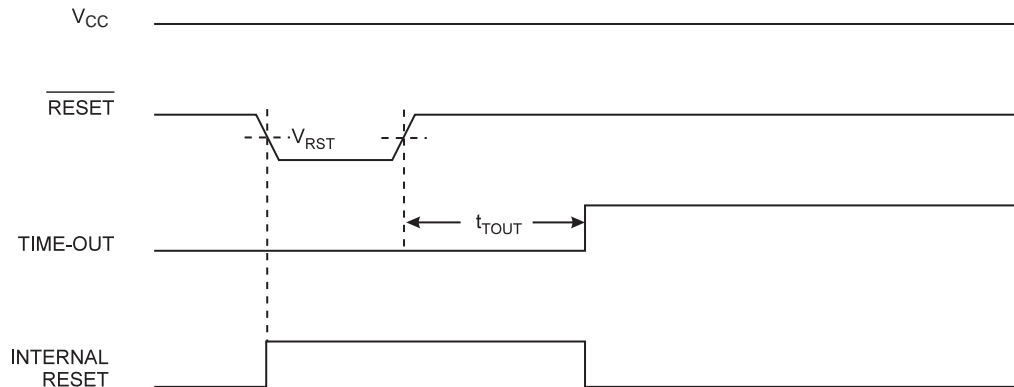 VCC
RESET
VRST
tTOUT
TIME-OUT
INTERNAL
RESET